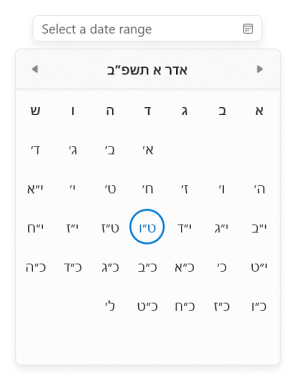 Select a date range
אדר א תשפ"ב
א ב ג ד ה ו ש
א׳ ב׳ ג׳ ד׳
ה׳ ו׳ ז׳ ח׳ ט׳ י׳ י״א
י״ב י״ג י״ד ט״ו ט״ז י״ז י״ח
י״ט כ׳ כ״א כ״ב כ״ג כ״ד כ״ה
כ״ו כ״ז כ״ח כ״ט ל׳